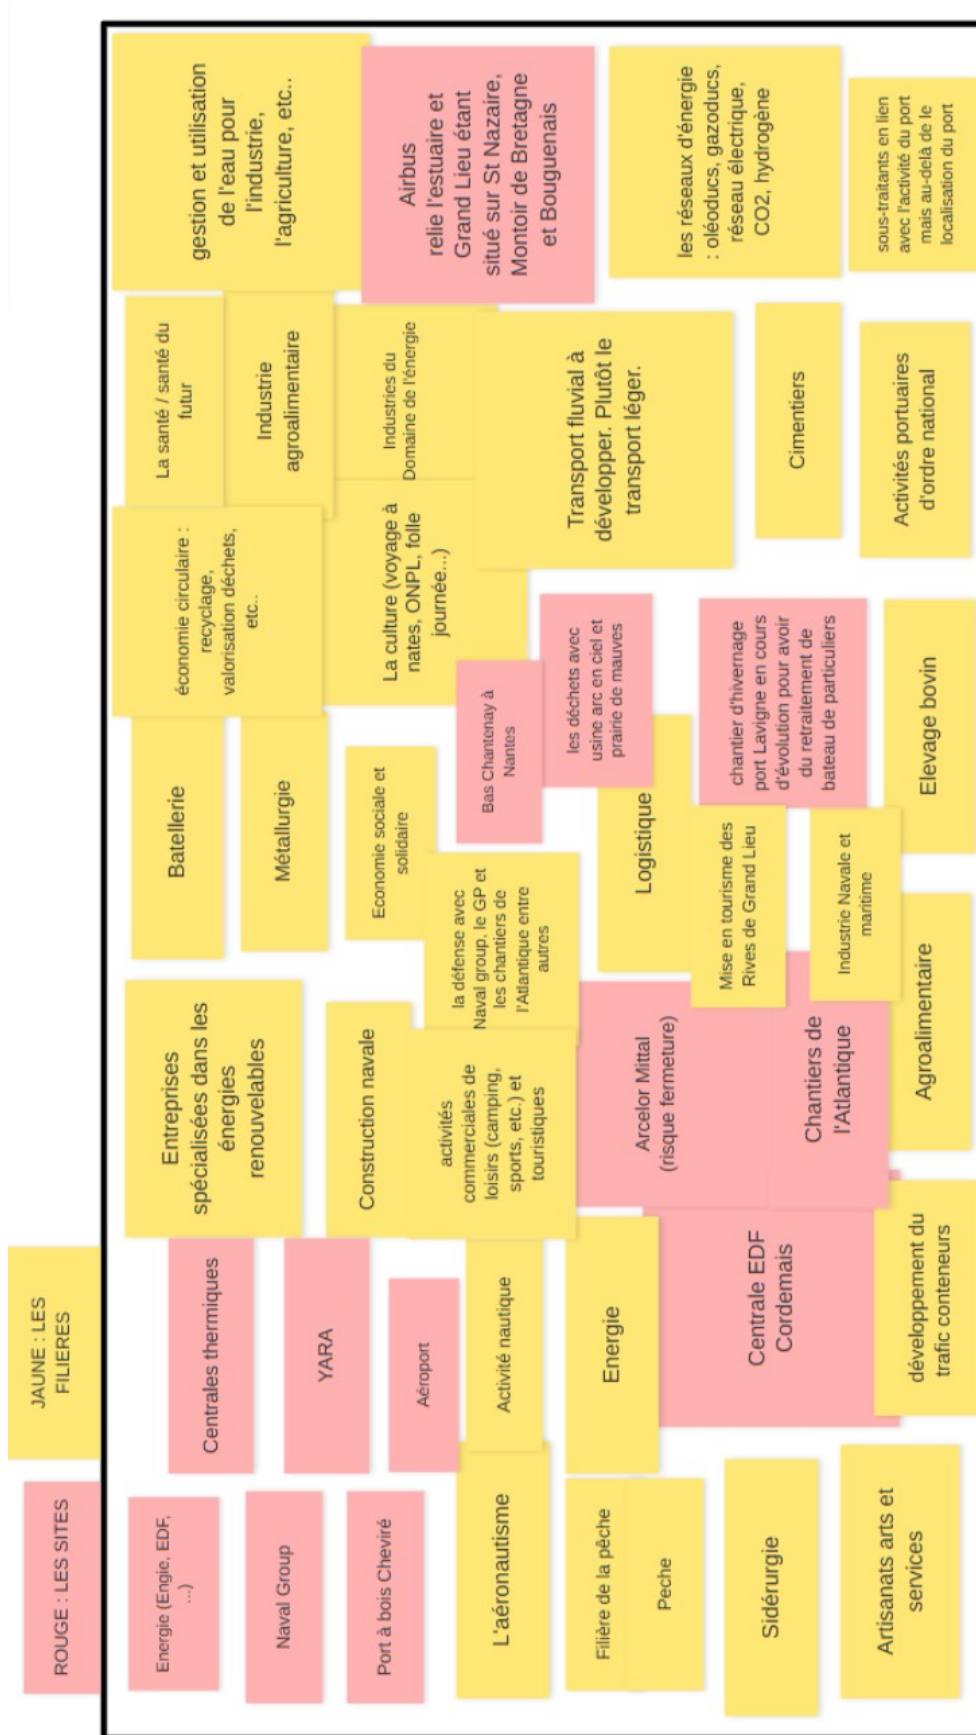 ROUGE : LES SITES
JAUNE : LES
FILIERES
Energie (Engie, EDF,
...)
Centrales thermiques
Entreprises
spécialisées dans les
énergies
renouvelables
Batellerie
économie circulaire :
recyclage,
valorisation déchets,
etc..
La santé / santé du
futur
gestion et utilisation
de l'eau pour
l'industrie,
l'agriculture, etc..
Naval Group
YARA
Construction navale
Métallurgie
Industrie
agroalimentaire
Port à bois Cheviré
Aéroport
Economie sociale et
solidaire
La culture (voyage à
nates, ONPL, folle
journée...)
Industries du
Domaine de l'énergie
Airbus
relie l'estuaire et
Grand Lieu étant
situé sur St Nazaire,
Montoir de Bretagne
et Bouguenais
L'aéronautisme
Activité nautique
activités
commerciales de
loisirs (camping,
sports, etc.) et
touristiques
la défense avec
Naval group, le GP et
les chantiers de
l'Atlantique entre
autres
Bas Chantenay à
Nantes
Transport fluvial à
développer. Plutôt le
transport léger.
Filière de la pêche
Energie
les déchets avec
usine arc en ciel et
prairie de mauves
les réseaux d'énergie
: oléoducs, gazoducs,
réseau électrique,
CO2, hydrogène
Peche
Arcelor Mittal
(risque fermeture)
Logistique
Sidérurgie
Centrale EDF
Cordemais
Mise en tourisme des
Rives de Grand Lieu
chantier d'hivernage
port Lavigne en cours
d'évolution pour avoir
du retraitement de
bateau de particuliers
Cimentiers
Chantiers de
l'Atlantique
Industrie Navale et
maritime
Artisanats arts et
services
développement du
trafic conteneurs
Agroalimentaire
Elevage bovin
Activités portuaires
d'ordre national
sous-traitants en lien
avec l'activité du port
mais au-delà de le
localisation du port